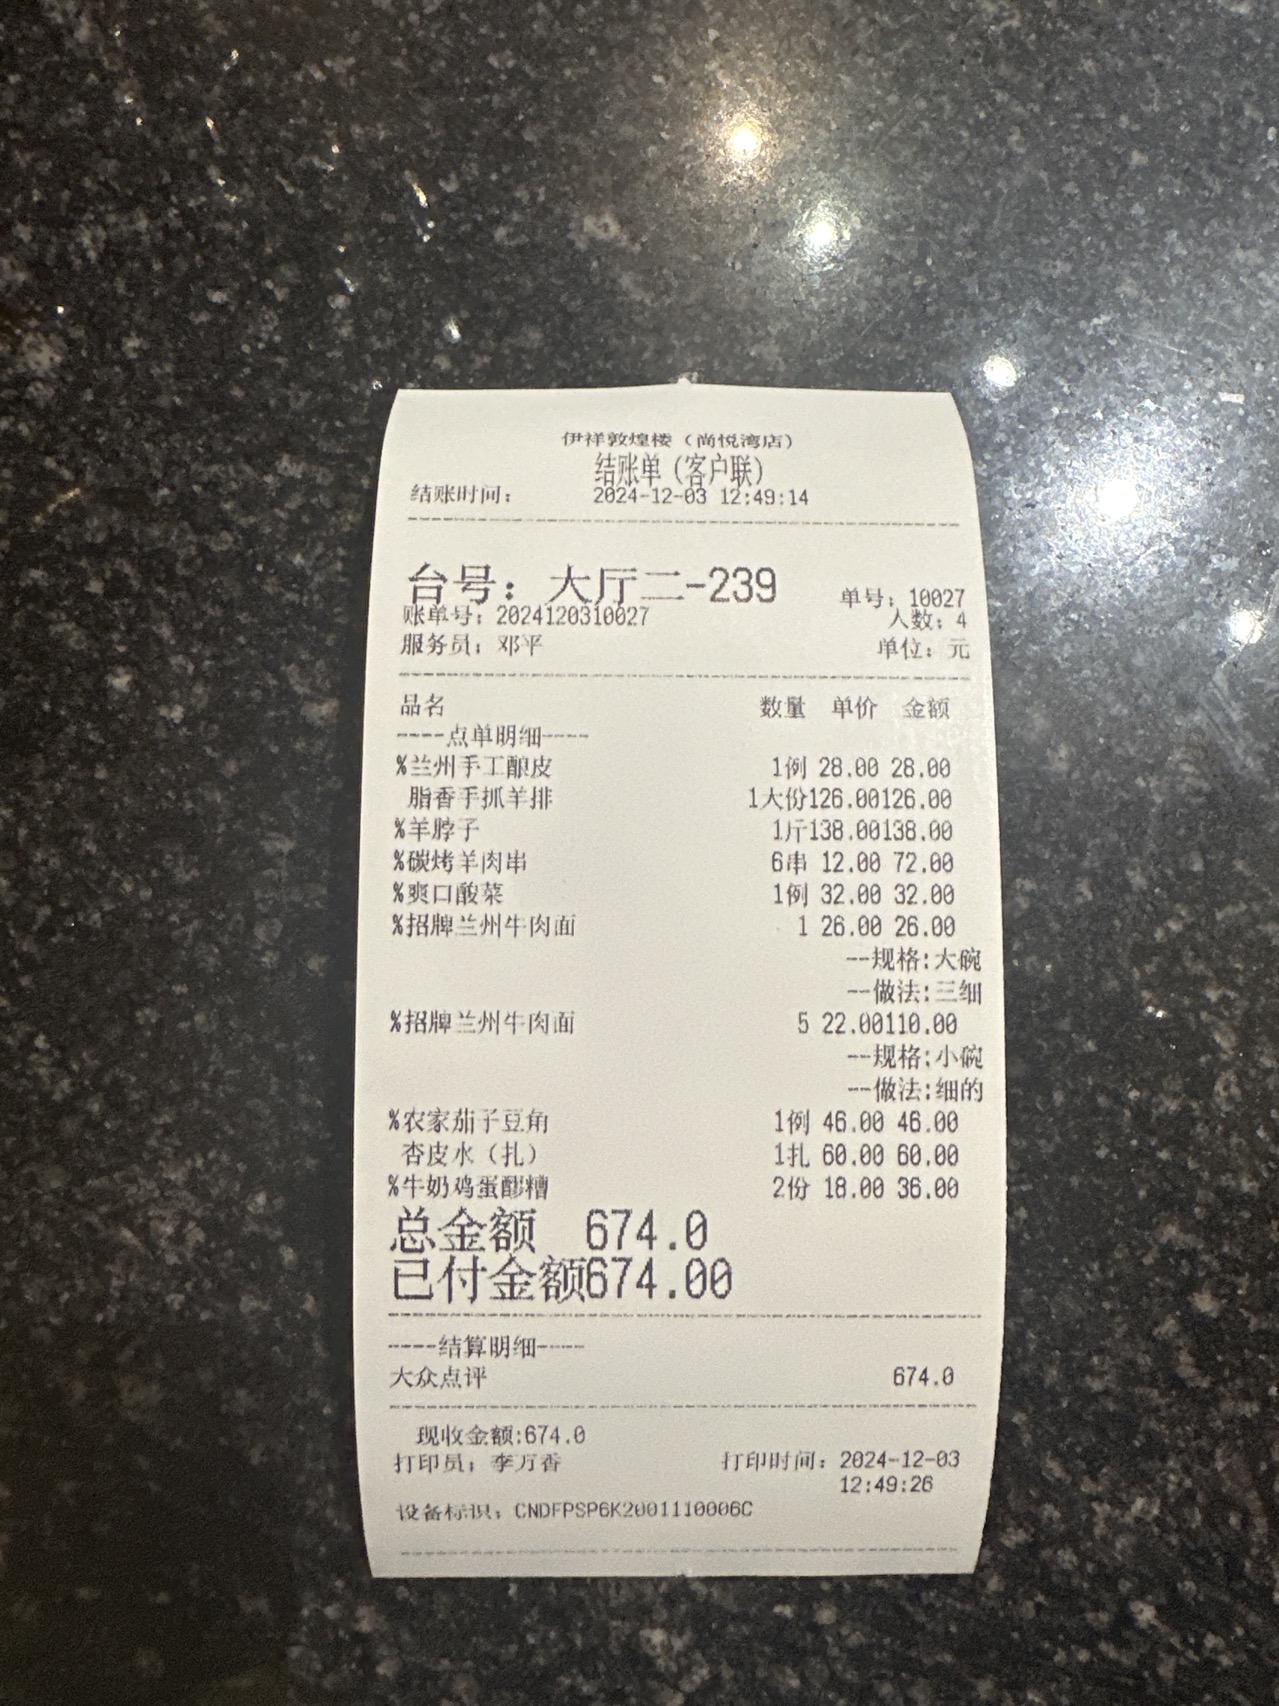 伊祥敦煌楼（尚悦湾店）
结账单（客户联）
结账时间： 2024-12-03 12:49:14
台号：大厅二-239 单号：10027
账单号：2024120310027 人数：4
服务员：邓平 单位：元
品名 数量 单价 金额
----点单明细----
%兰州手工酿皮 1例 28.00 28.00
脂香手抓羊排 1大份126.00126.00
%羊脖子 1斤138.00138.00
%碳烤羊肉串 6串 12.00 72.00
%爽口酸菜 1例 32.00 32.00
%招牌兰州牛肉面 1 26.00 26.00
--规格:大碗
--做法:三细
%招牌兰州牛肉面 5 22.00110.00
--规格:小碗
--做法:细的
%农家茄子豆角 1例 46.00 46.00
杏皮水（扎） 1扎 60.00 60.00
%牛奶鸡蛋醪糟 2份 18.00 36.00
总金额 674.0
已付金额674.00
----结算明细----
大众点评 674.0
现收金额:674.0
打印员：李万香 打印时间：2024-12-03
12:49:26
设备标识：CNDFPSP6K2001110006C